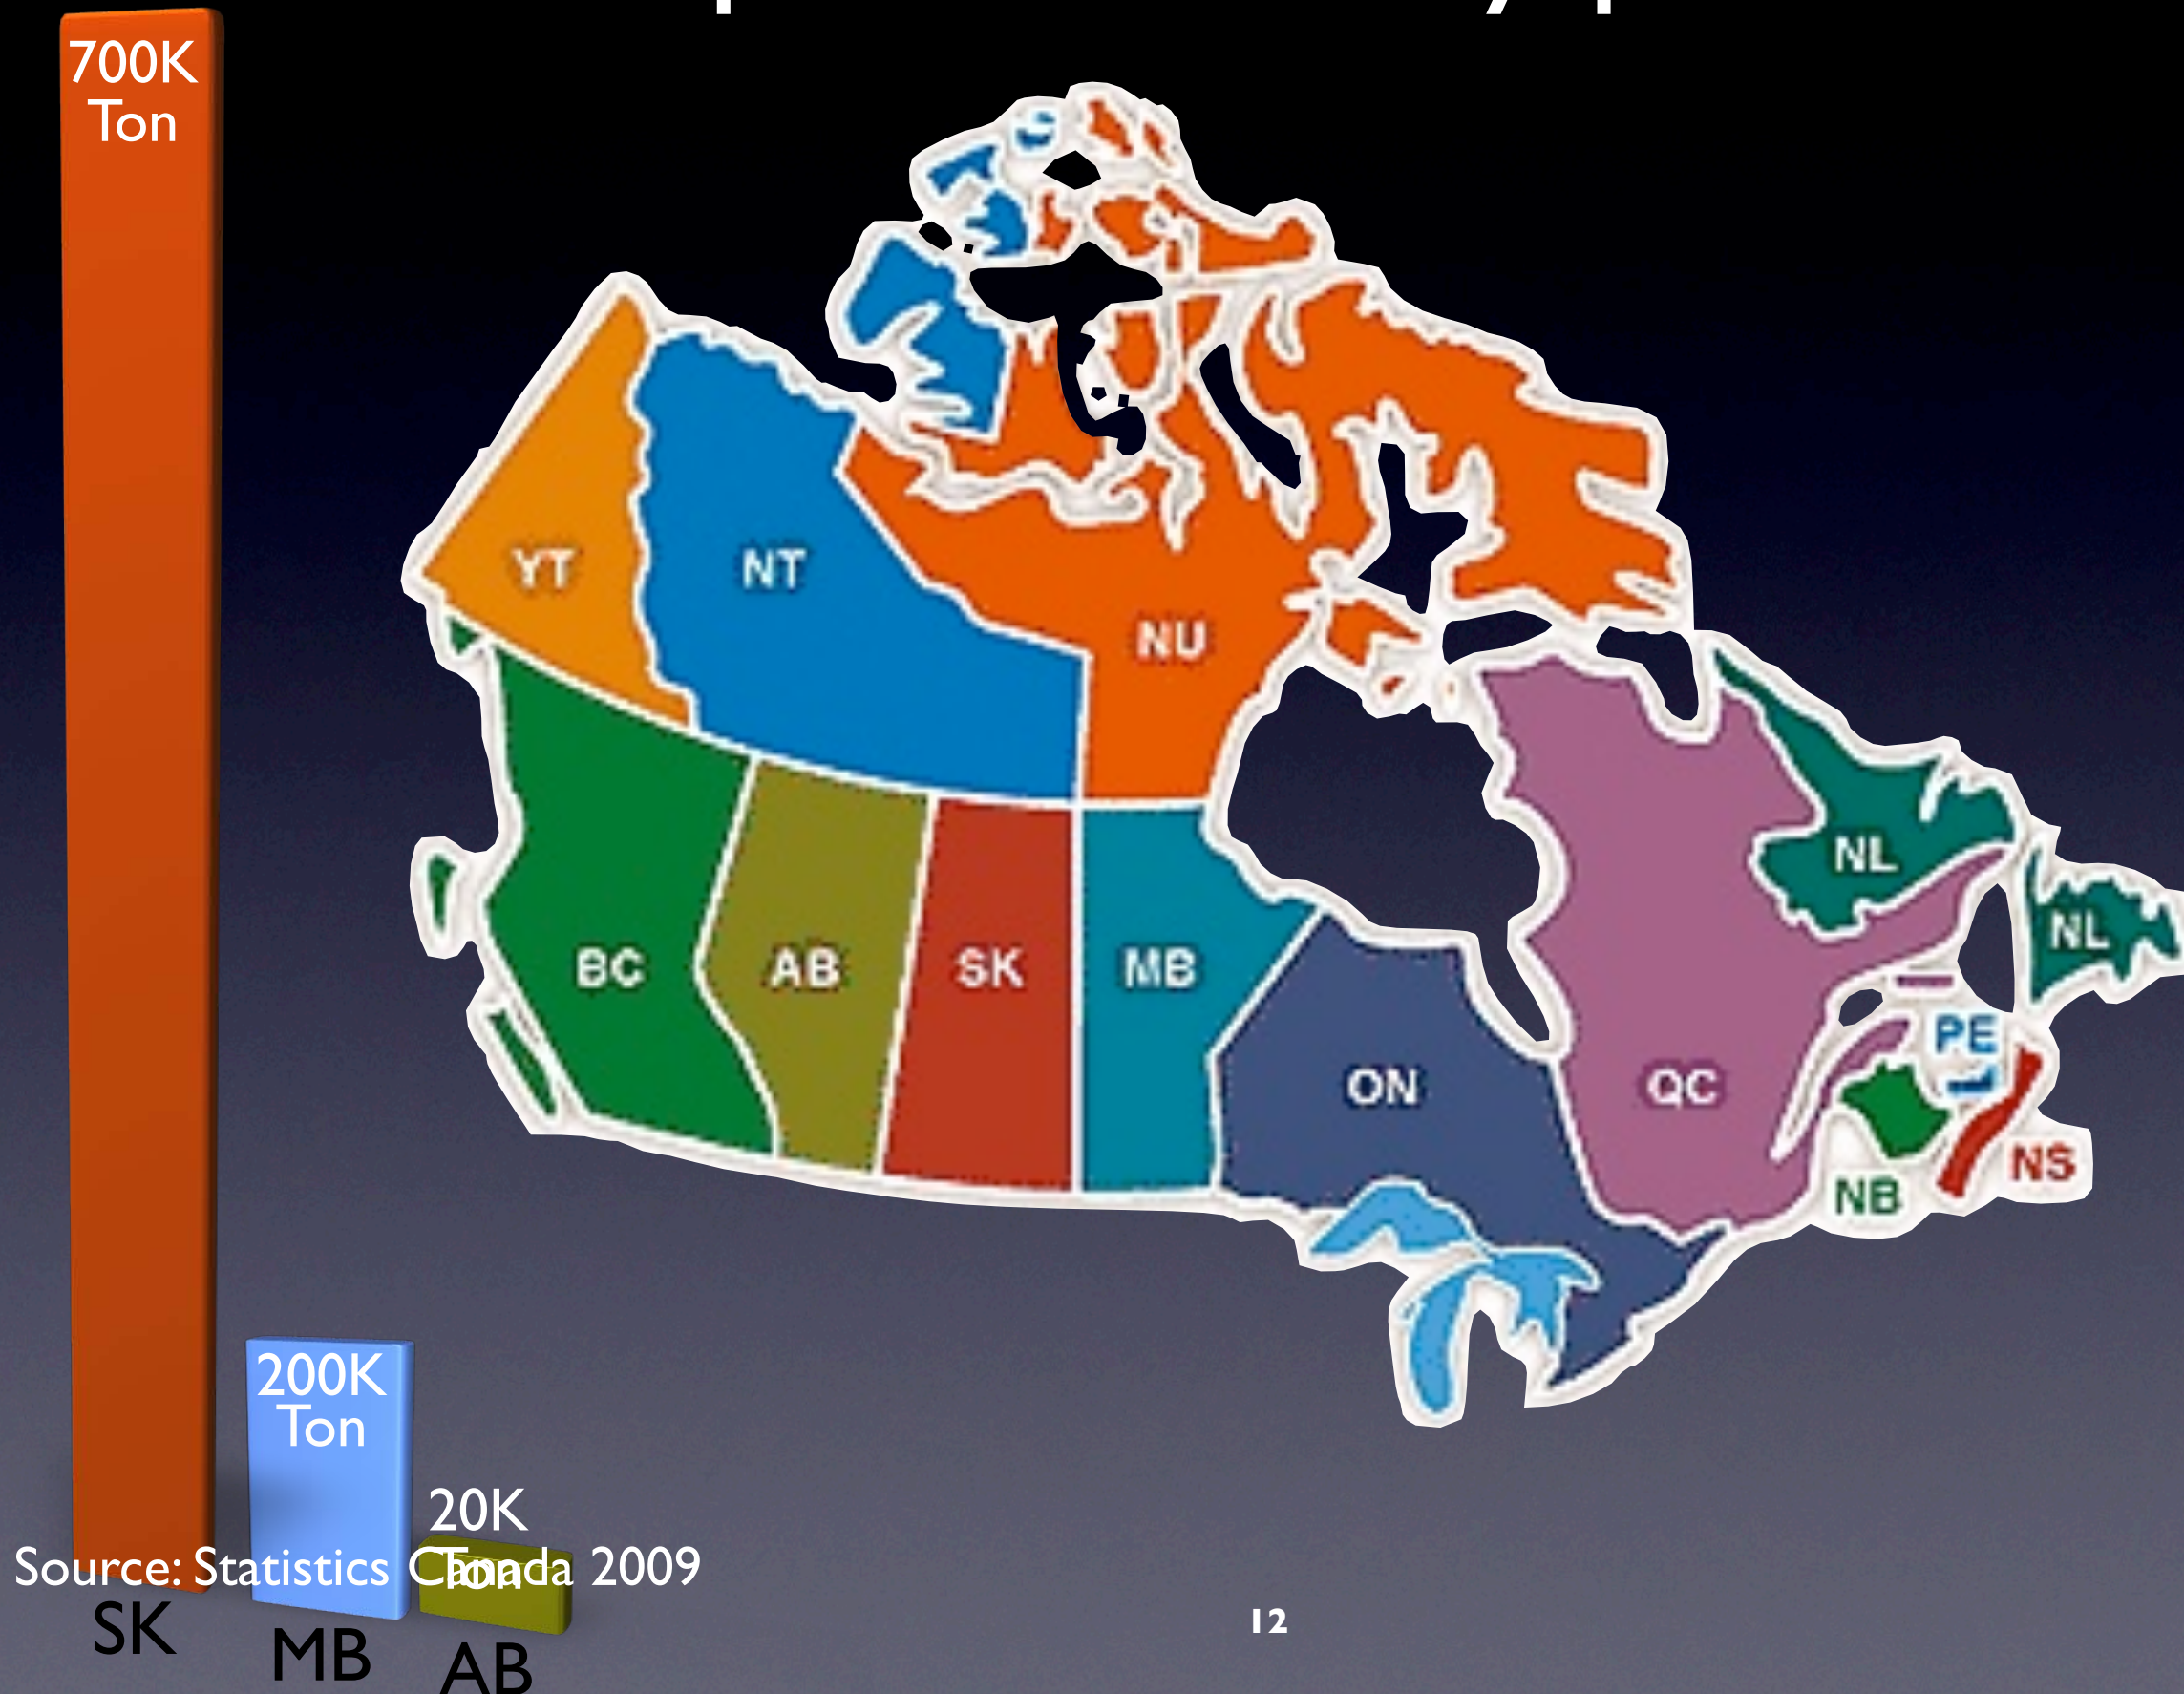 700K
Ton
YT
NT
NU
NL
NL
BC
AB
SK
MB
ON
QC
PE
NS
NB
200K
Ton
20K
Ton
Source: Statistics Canada 2009
SK
MB
AB
12